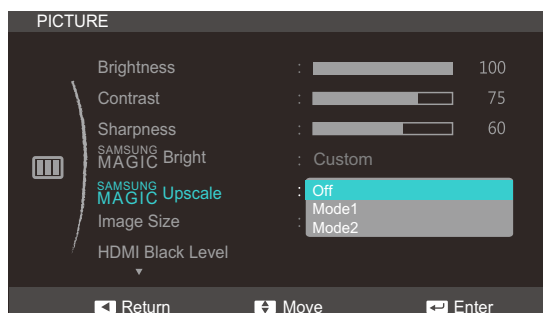 PICTURE
Brightness : 100
Contrast : 75
Sharpness : 60
SAMSUNG
MAGIC Bright : Custom
SAMSUNG
MAGIC Upscale : Off
Mode1
Mode2
Image Size :
HDMI Black Level
Return Move Enter